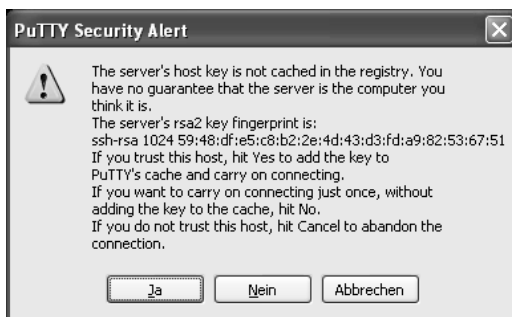 PuTTY Security Alert
The server's host key is not cached in the registry. You
have no guarantee that the server is the computer you
think it is.
The server's rsa2 key fingerprint is:
ssh-rsa 1024 59:48:df:e5:c8:b2:2e:4d:43:d3:fd:a9:82:53:67:51
If you trust this host, hit Yes to add the key to
PuTTY's cache and carry on connecting.
If you want to carry on connecting just once, without
adding the key to the cache, hit No.
If you do not trust this host, hit Cancel to abandon the
connection.
Ja Nein Abbrechen